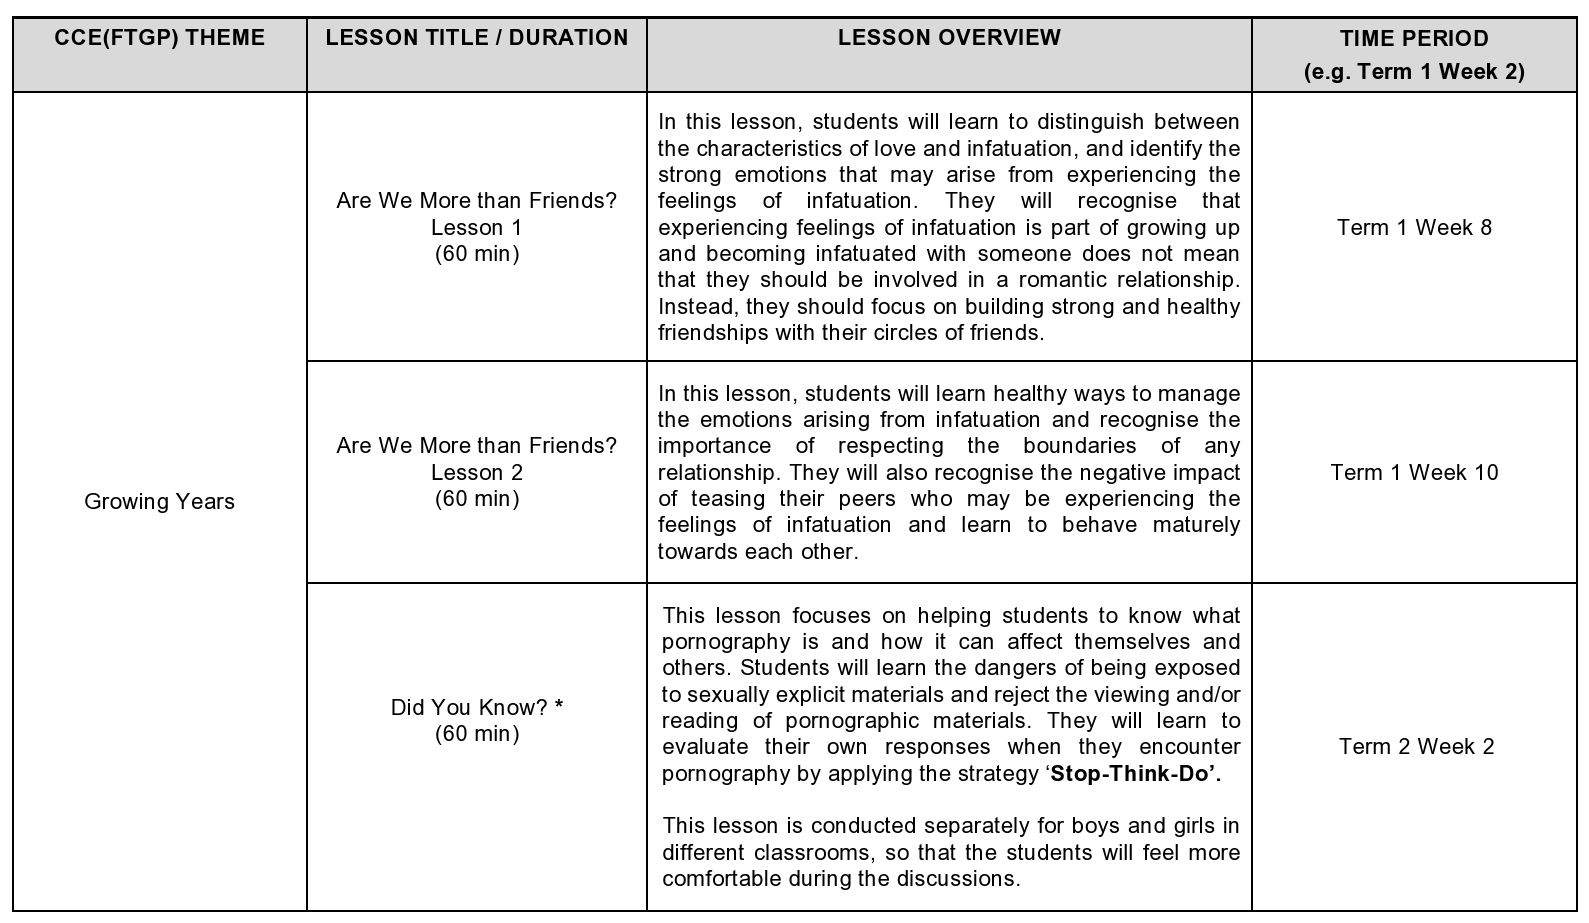 CCE(FTGP) THEME
LESSON TITLE / DURATION
LESSON OVERVIEW
TIME PERIOD
(e.g. Term 1 Week 2)
Growing Years
Are We More than Friends?
Lesson 1
(60 min)
In this lesson, students will learn to distinguish between
the characteristics of love and infatuation, and identify the
strong emotions that may arise from experiencing the
feelings of infatuation. They will recognise that
experiencing feelings of infatuation is part of growing up
and becoming infatuated with someone does not mean
that they should be involved in a romantic relationship.
Instead, they should focus on building strong and healthy
friendships with their circles of friends.
Term 1 Week 8
Are We More than Friends?
Lesson 2
(60 min)
In this lesson, students will learn healthy ways to manage
the emotions arising from infatuation and recognise the
importance of respecting the boundaries of any
relationship. They will also recognise the negative impact
of teasing their peers who may be experiencing the
feelings of infatuation and learn to behave maturely
towards each other.
Term 1 Week 10
Did You Know? *
(60 min)
This lesson focuses on helping students to know what
pornography is and how it can affect themselves and
others. Students will learn the dangers of being exposed
to sexually explicit materials and reject the viewing and/or
reading of pornographic materials. They will learn to
evaluate their own responses when they encounter
pornography by applying the strategy ‘Stop-Think-Do’.
This lesson is conducted separately for boys and girls in
different classrooms, so that the students will feel more
comfortable during the discussions.
Term 2 Week 2